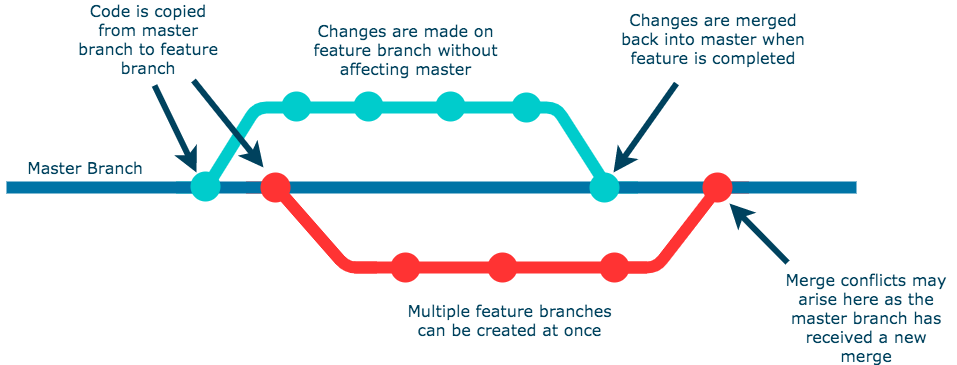 Code is copied
from master
branch to feature
branch
Changes are made on
feature branch without
affecting master
Changes are merged
back into master when
feature is completed
Master Branch
Multiple feature branches
can be created at once
Merge conflicts may
arise here as the
master branch has
received a new
merge